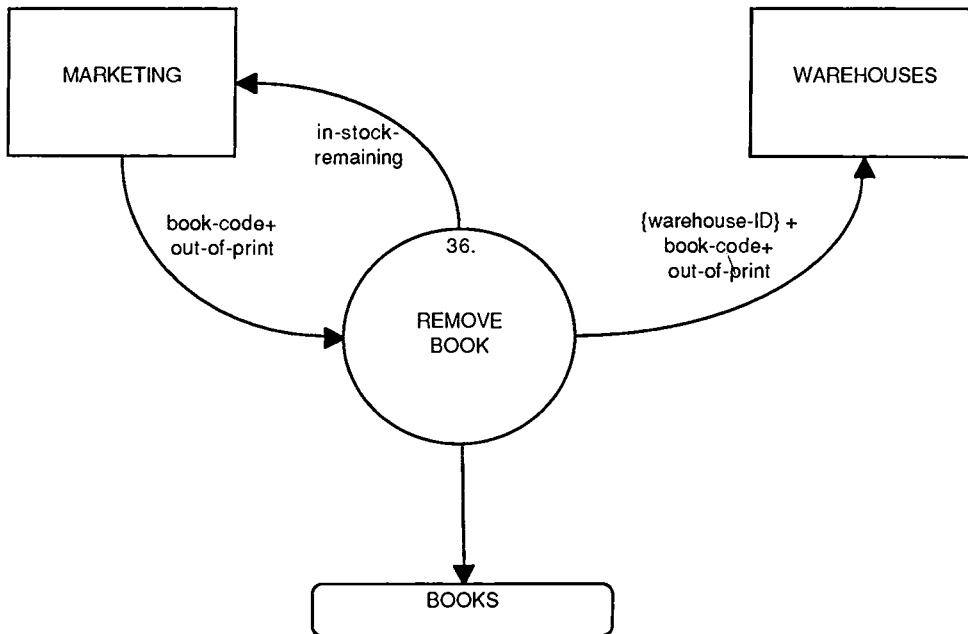 MARKETING
WAREHOUSES
in-stock-
remaining
book-code+
out-of-print
{warehouse-ID} +
book-code+
out-of-print
36.
REMOVE
BOOK
BOOKS